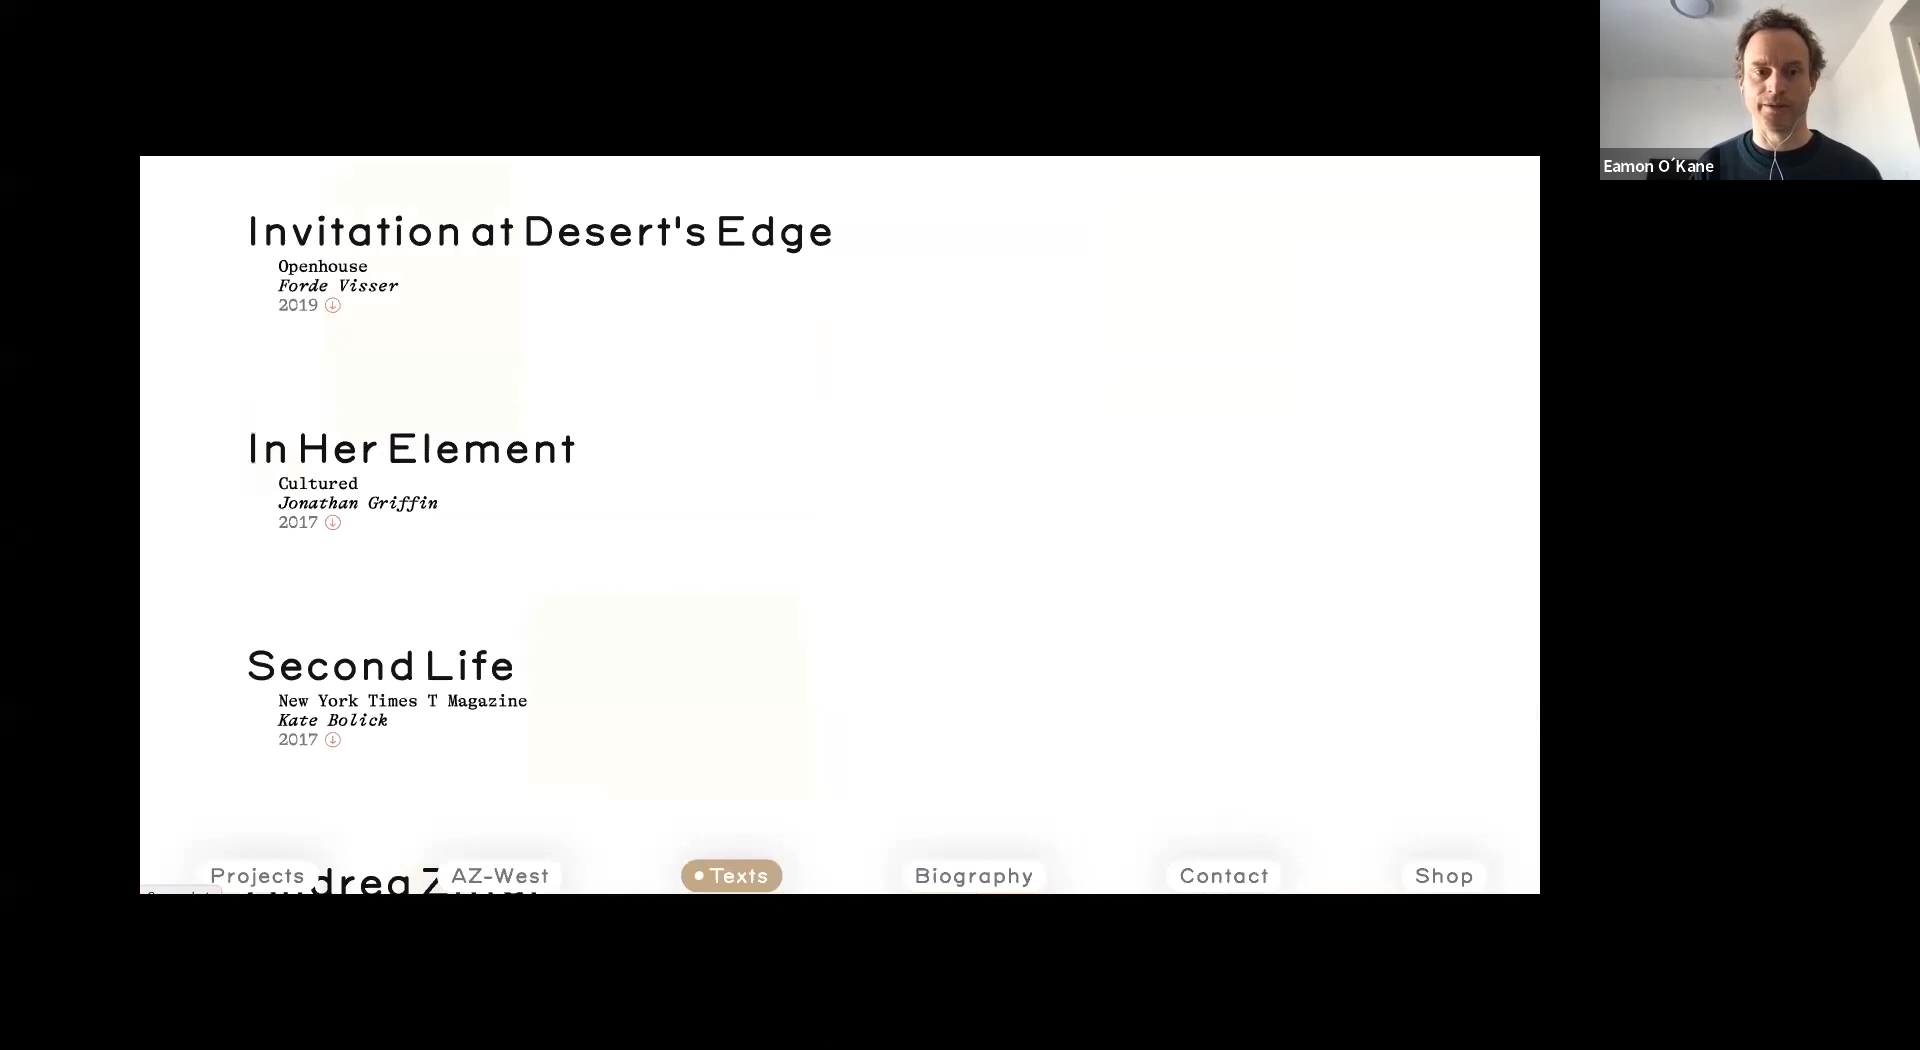 Eamon O´Kane
Invitation at Desert's Edge
Openhouse
Forde Visser
2019
In Her Element
Cultured
Jonathan Griffin
2017
Second Life
New York Times T Magazine
Kate Bolick
2017
Projects
AZ-West
Texts
Biography
Contact
Shop